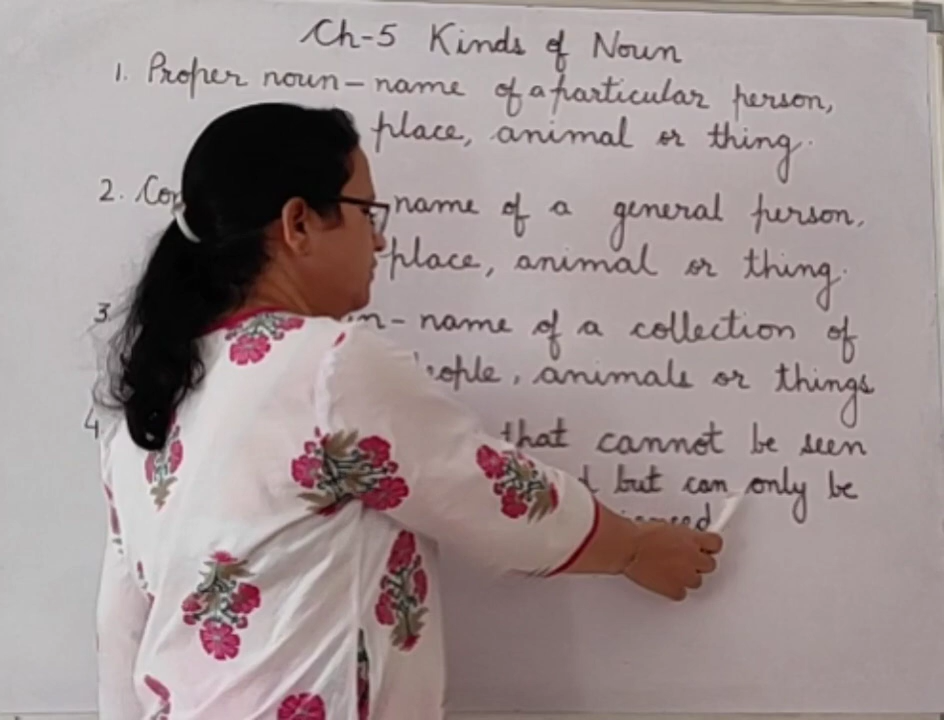 Ch-5 Kinds of Noun
1. Proper noun - name of a particular person,
place, animal or thing.
2. name of a general person,
place, animal or thing.
3. - name of a collection of
people, animals or things
4 that cannot be seen
but can only be